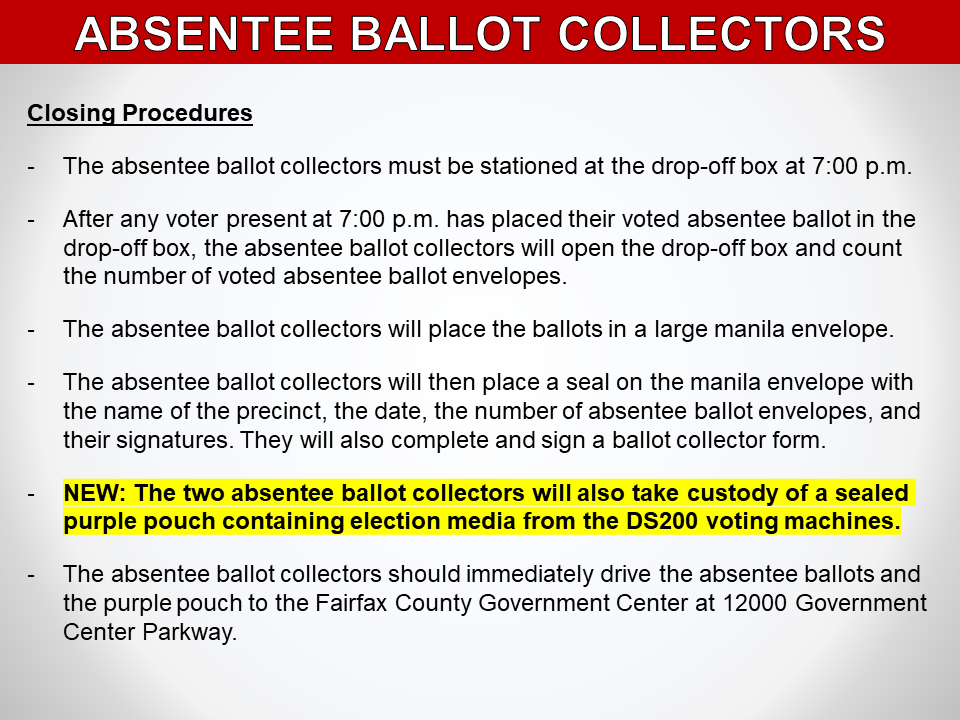 ABSENTEE BALLOT COLLECTORS
Closing Procedures
- The absentee ballot collectors must be stationed at the drop-off box at 7:00 p.m.
- After any voter present at 7:00 p.m. has placed their voted absentee ballot in the
drop-off box, the absentee ballot collectors will open the drop-off box and count
the number of voted absentee ballot envelopes.
- The absentee ballot collectors will place the ballots in a large manila envelope.
- The absentee ballot collectors will then place a seal on the manila envelope with
the name of the precinct, the date, the number of absentee ballot envelopes, and
their signatures. They will also complete and sign a ballot collector form.
- NEW: The two absentee ballot collectors will also take custody of a sealed
purple pouch containing election media from the DS200 voting machines.
- The absentee ballot collectors should immediately drive the absentee ballots and
the purple pouch to the Fairfax County Government Center at 12000 Government
Center Parkway.